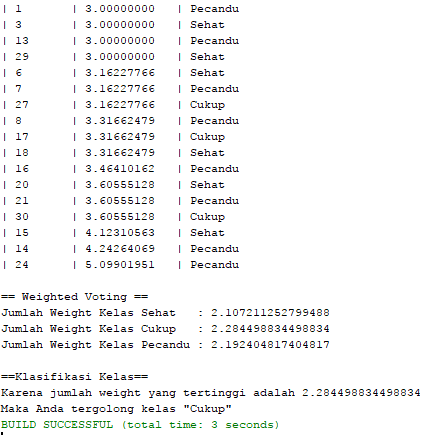 | 1 | 3.00000000 | Pecandu
| 3 | 3.00000000 | Sehat
| 13 | 3.00000000 | Pecandu
| 29 | 3.00000000 | Sehat
| 6 | 3.16227766 | Sehat
| 7 | 3.16227766 | Pecandu
| 27 | 3.16227766 | Cukup
| 8 | 3.31662479 | Pecandu
| 17 | 3.31662479 | Cukup
| 18 | 3.31662479 | Sehat
| 16 | 3.46410162 | Pecandu
| 20 | 3.60555128 | Sehat
| 21 | 3.60555128 | Pecandu
| 30 | 3.60555128 | Cukup
| 15 | 4.12310563 | Sehat
| 14 | 4.24264069 | Pecandu
| 24 | 5.09901951 | Pecandu
== Weighted Voting ==
Jumlah Weight Kelas Sehat : 2.107211252799488
Jumlah Weight Kelas Cukup : 2.284498834498834
Jumlah Weight Kelas Pecandu : 2.192404817404817
==Klasifikasi Kelas==
Karena jumlah weight yang tertinggi adalah 2.284498834498834
Maka Anda tergolong kelas "Cukup"
BUILD SUCCESSFUL (total time: 3 seconds)